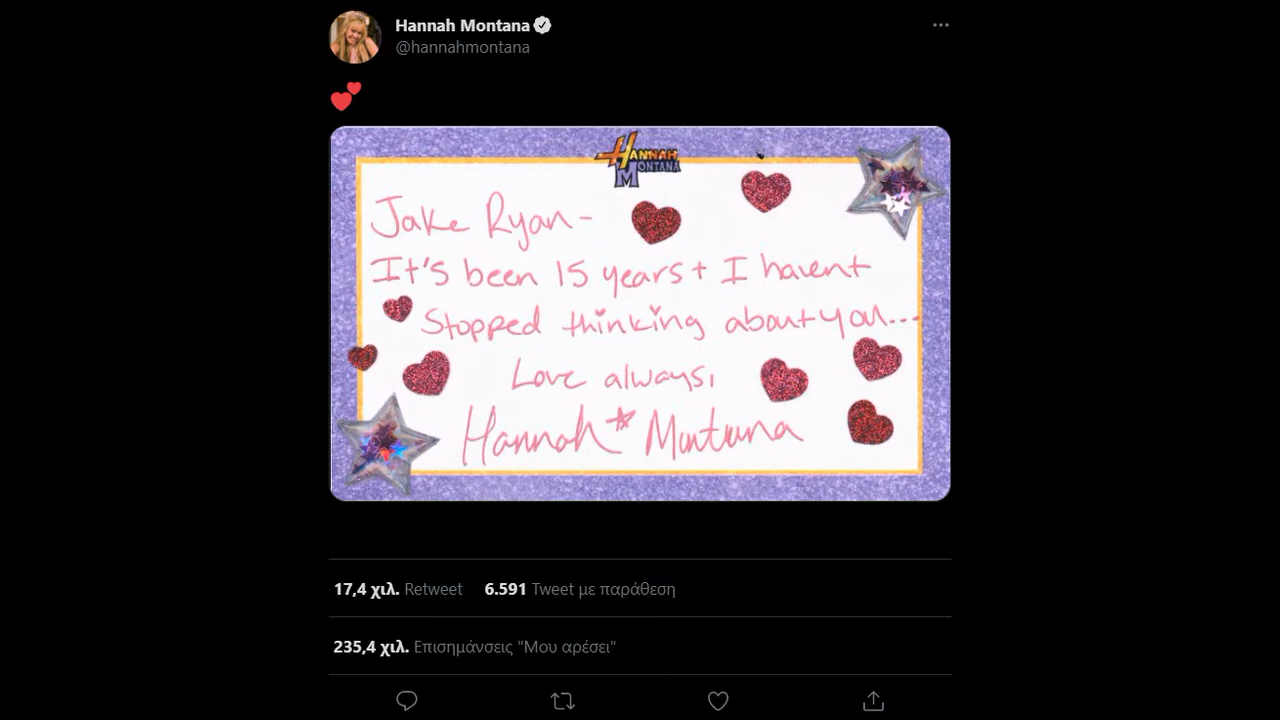 Hannah Montana
@hannahmontana
HANNAH
MONTANA
Jake Ryan-
It's been 15 years + I havent
Stopped thinking about you...
Love always,
Hannah Montana
17,4 χιλ. Retweet 6.591 Tweet με παράθεση
235,4 χιλ. Επισημάνσεις "Μου αρέσει"